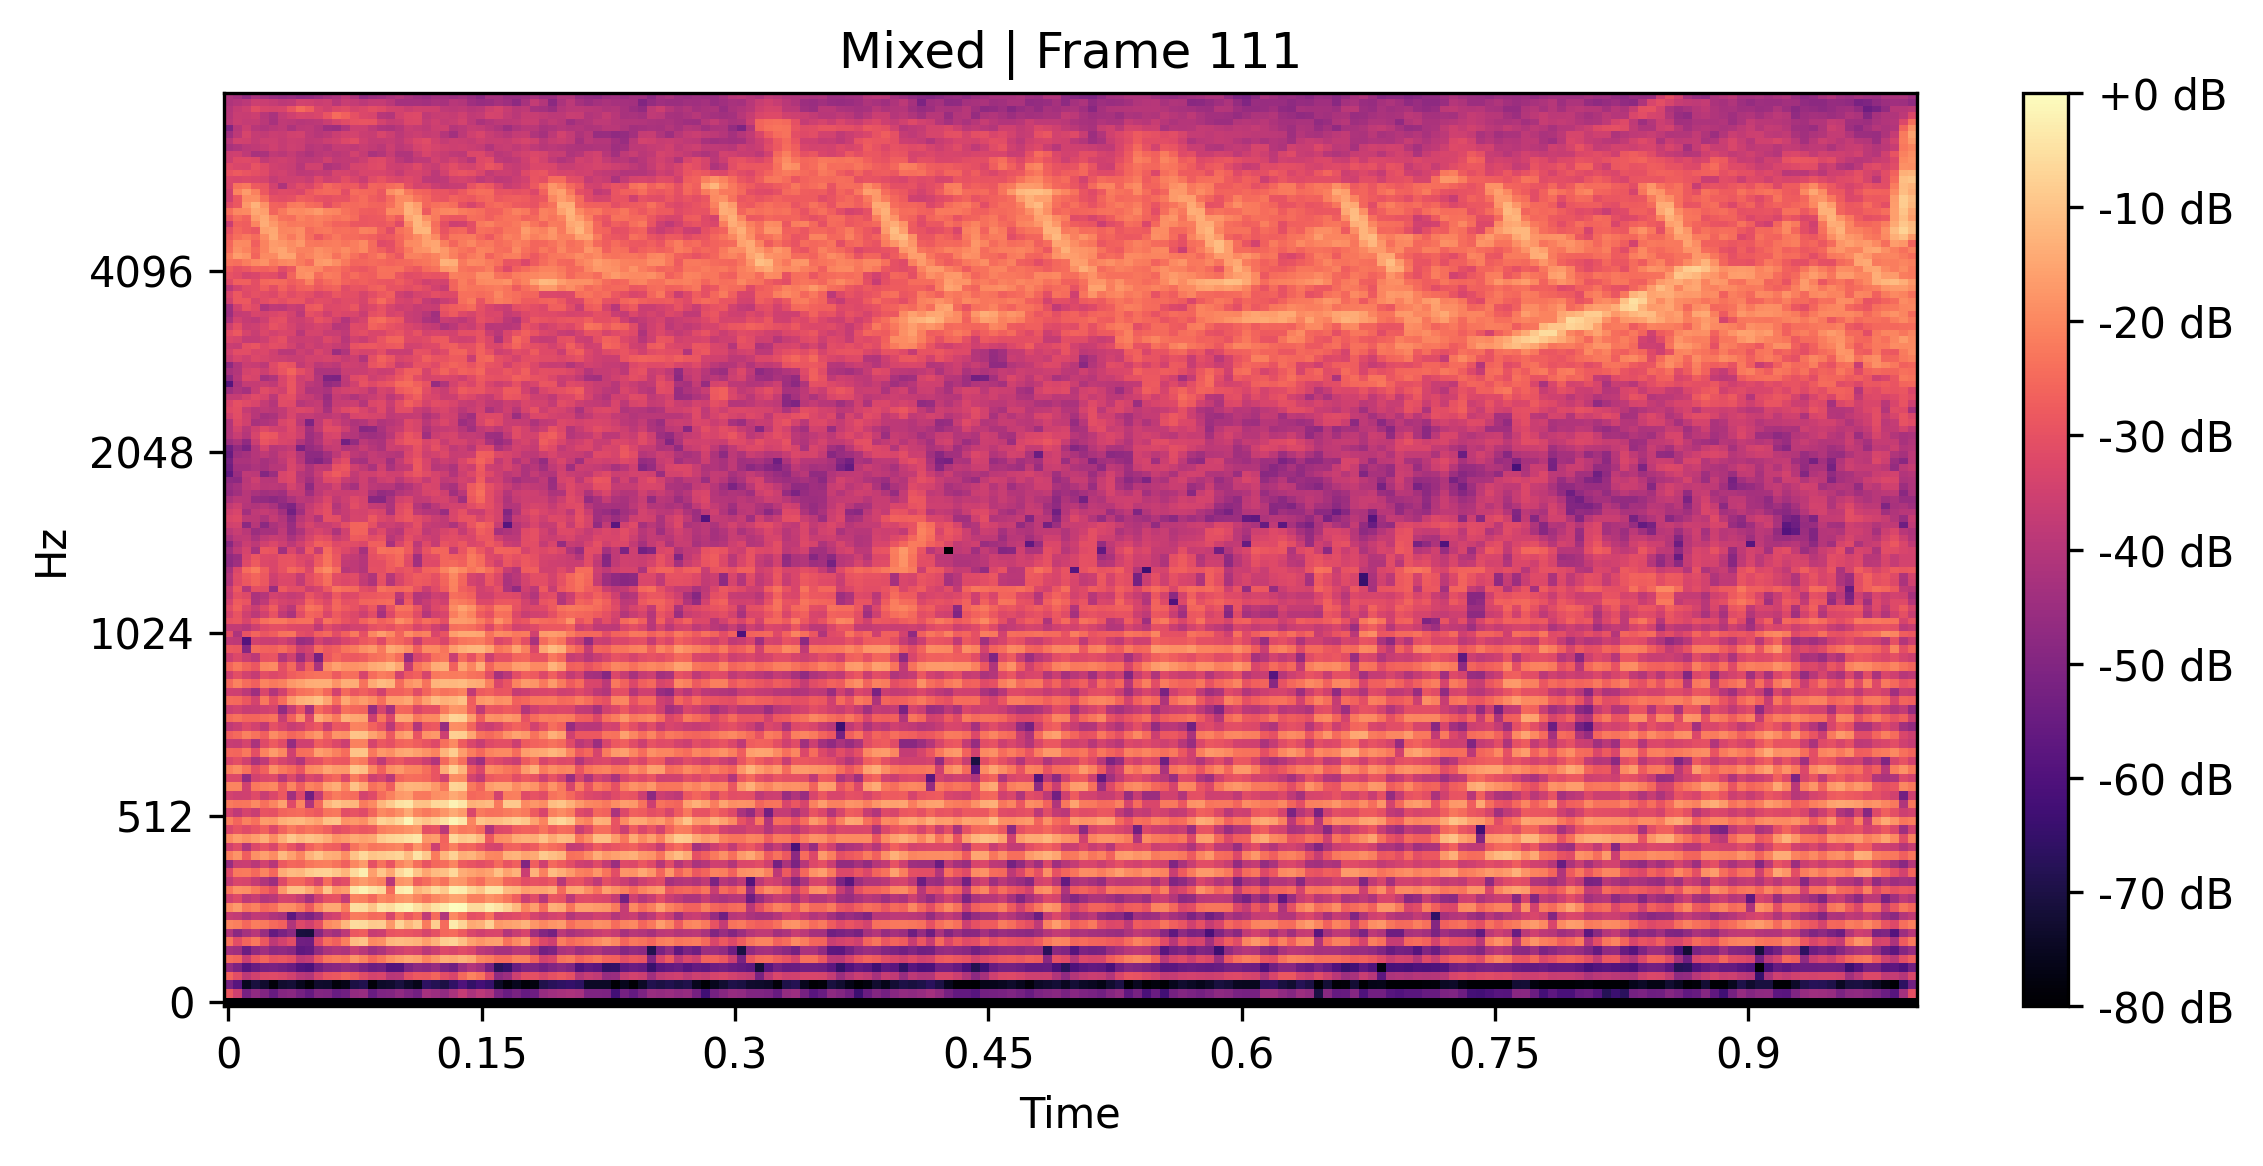 Mixed | Frame 111
+0 dB
-10 dB
-20 dB
-30 dB
-40 dB
-50 dB
-60 dB
-70 dB
-80 dB
Hz
4096
2048
1024
512
0
0 0.15 0.3 0.45 0.6 0.75 0.9
Time